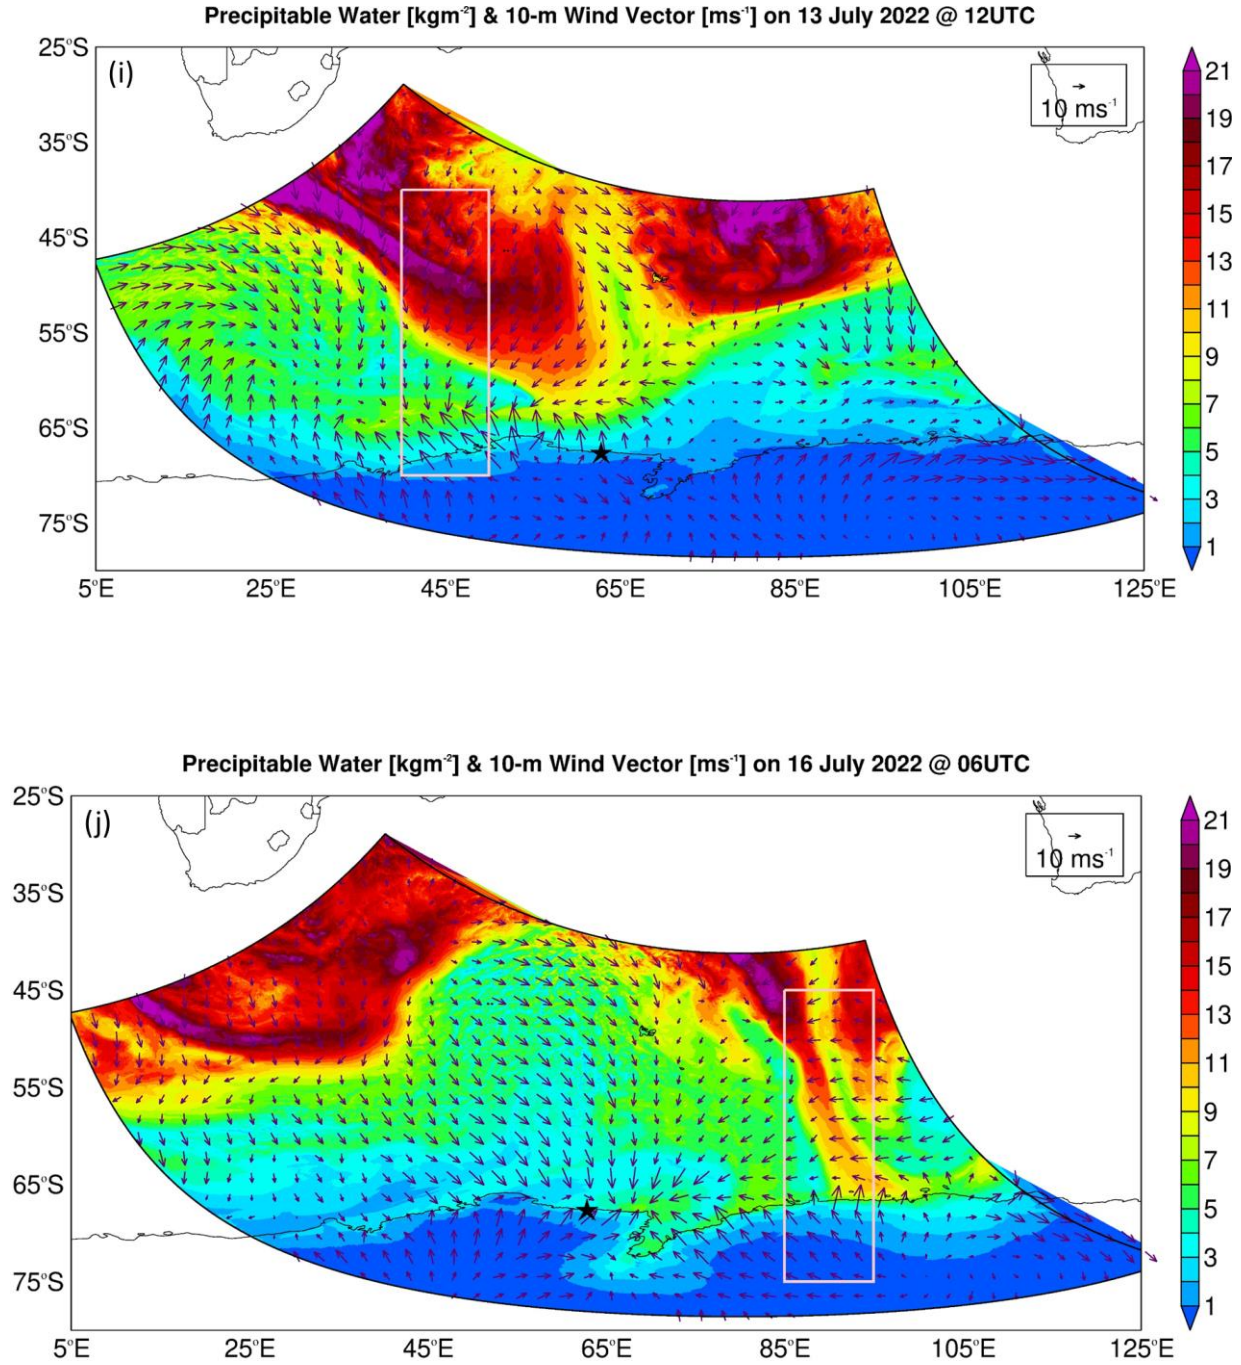 Precipitable Water [kgm⁻²] & 10-m Wind Vector [ms⁻¹] on 13 July 2022 @ 12UTC
(i)
10 ms⁻¹
25°S
35°S
45°S
55°S
65°S
75°S
5°E 25°E 45°E 65°E 85°E 105°E 125°E
21
19
17
15
13
11
9
7
5
3
1
Precipitable Water [kgm⁻²] & 10-m Wind Vector [ms⁻¹] on 16 July 2022 @ 06UTC
(j)
10 ms⁻¹
25°S
35°S
45°S
55°S
65°S
75°S
5°E 25°E 45°E 65°E 85°E 105°E 125°E
21
19
17
15
13
11
9
7
5
3
1